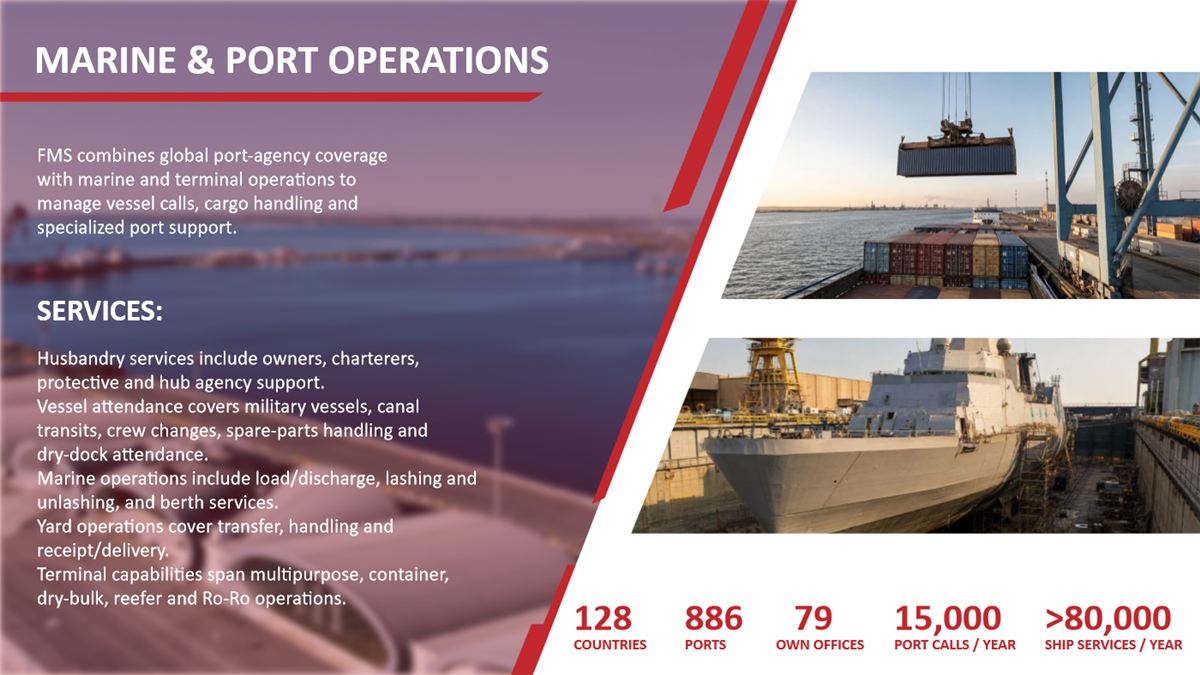 MARINE & PORT OPERATIONS
FMS combines global port-agency coverage
with marine and terminal operations to
manage vessel calls, cargo handling and
specialized port support.
SERVICES:
Husbandry services include owners, charterers,
protective and hub agency support.
Vessel attendance covers military vessels, canal
transits, crew changes, spare-parts handling and
dry-dock attendance.
Marine operations include load/discharge, lashing and
unlashing, and berth services.
Yard operations cover transfer, handling and
receipt/delivery.
Terminal capabilities span multipurpose, container,
dry-bulk, reefer and Ro-Ro operations.
128 886 79 15,000 >80,000
COUNTRIES PORTS OWN OFFICES PORT CALLS / YEAR SHIP SERVICES / YEAR